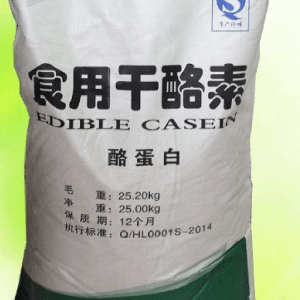 食用干酪素
EDIBLE CASEIN
酪蛋白
毛 重：25.20kg
净 重：25.00kg
保 质 期：12个月
执行标准：Q/HL0001S-2014